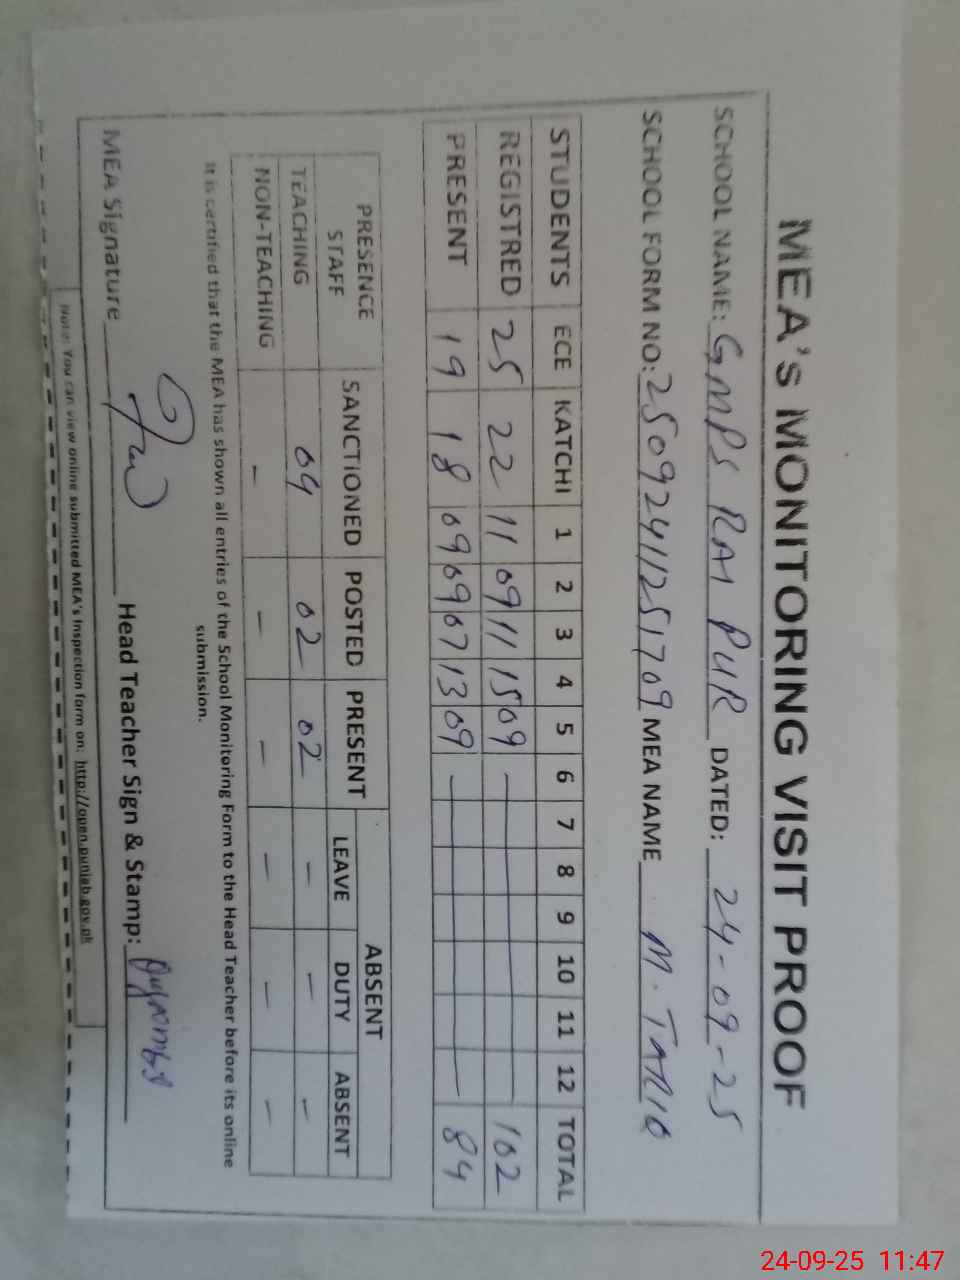 MEA'S MONITORING VISIT PROOF
SCHOOL NAME: GMPS RAI PUR DATED: 24-09-25
SCHOOL FORM NO: 25092411251709 MEA NAME M. TARIQ
STUDENTS ECE KATCHI 1 2 3 4 5 6 7 8 9 10 11 12 TOTAL
REGISTRED 25 22 11 09 11 15 09 102
PRESENT 19 18 09 09 07 13 09 84
PRESENCE STAFF SANCTIONED POSTED PRESENT ABSENT
LEAVE DUTY ABSENT
TEACHING 04 02 02 - - -
NON-TEACHING - - - - - -
It is certified that the MEA has shown all entries of the School Monitoring Form to the Head Teacher before its online
submission.
MEA Signature Head Teacher Sign & Stamp:
Note: You can view online submitted MEA's Inspection form on: http://open.punjab.gov.pk
24-09-25 11:47